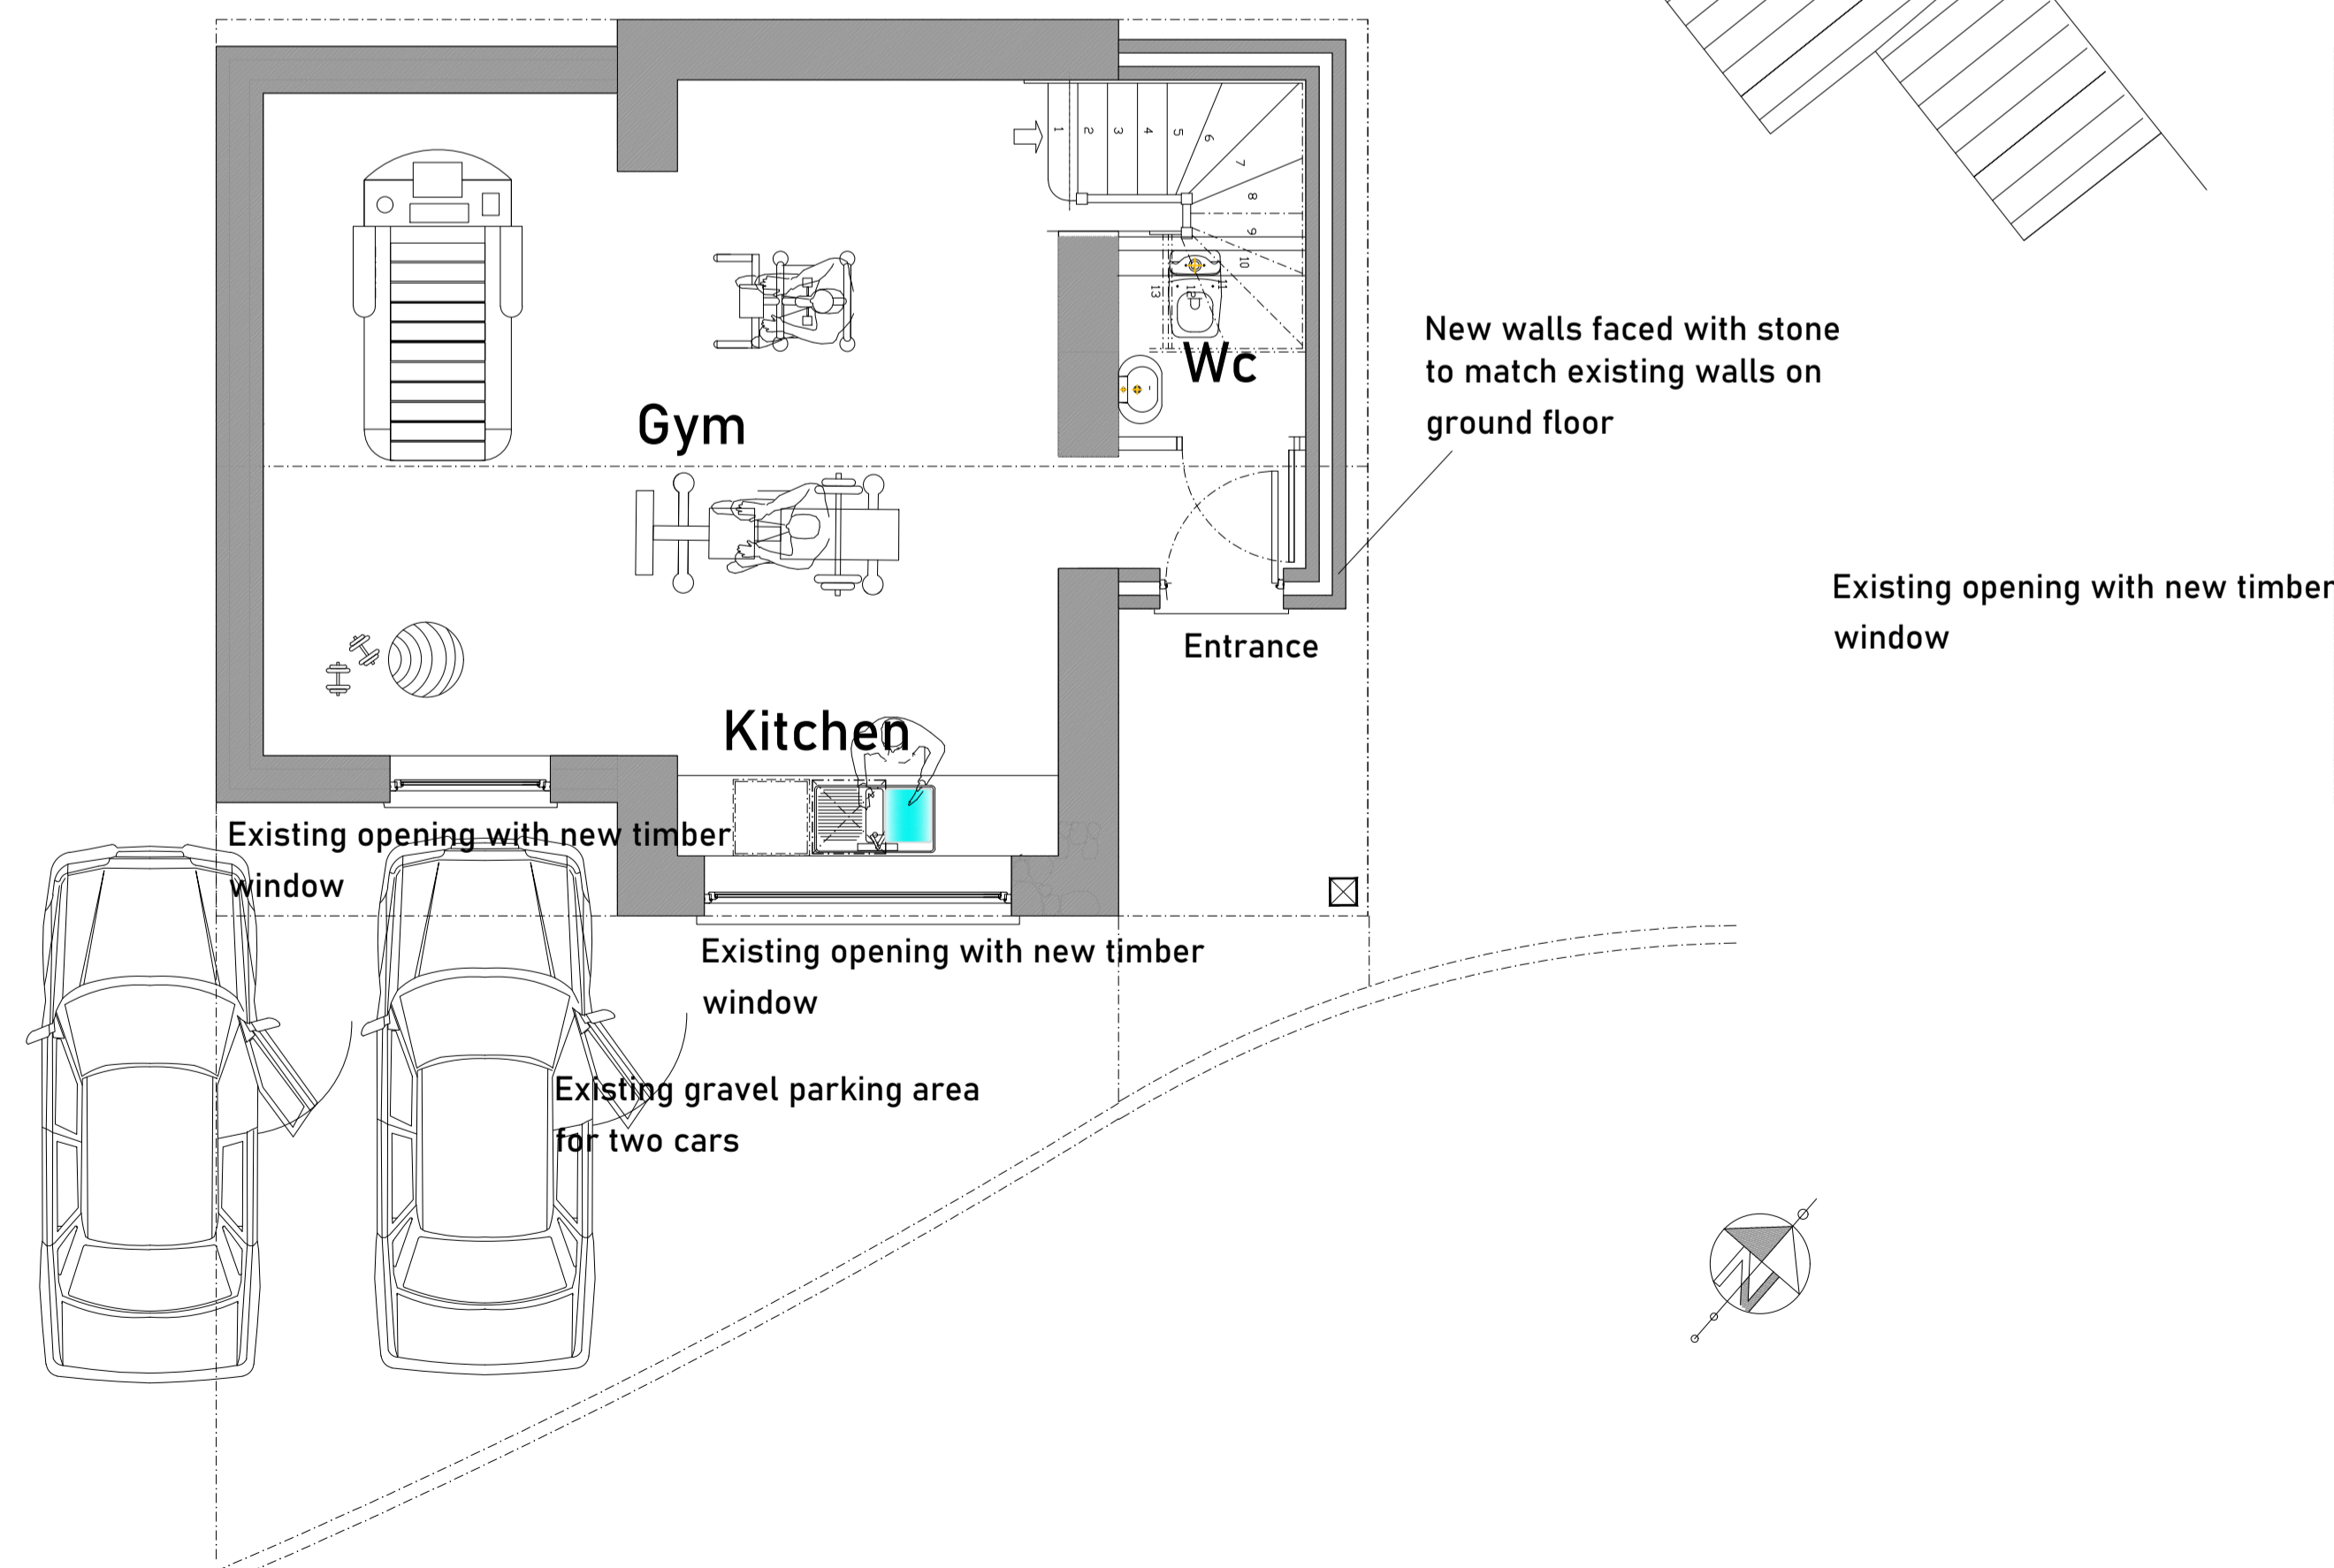 1
2
3
4
5
6
7
8
9
10
11
12
13
Wc
New walls faced with stone
to match existing walls on
ground floor
Gym
Existing opening with new timber
window
Entrance
Kitchen
Existing opening with new timber
window
Existing opening with new timber
window
Existing gravel parking area
for two cars
N